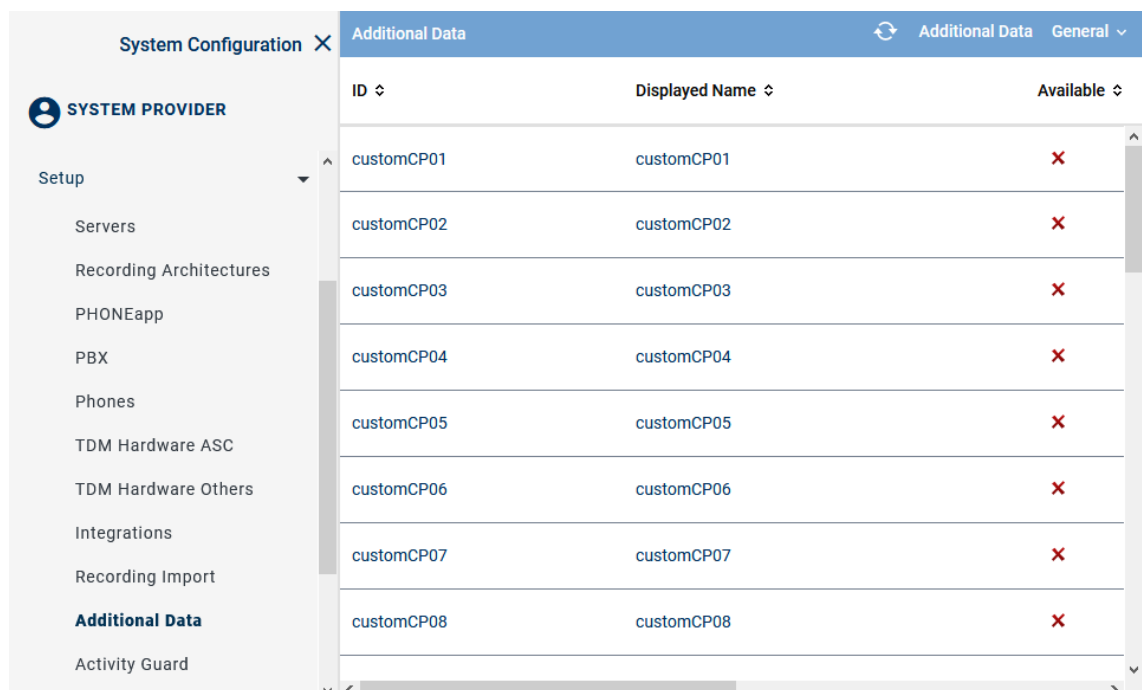 System Configuration
SYSTEM PROVIDER
Setup
Servers
Recording Architectures
PHONEapp
PBX
Phones
TDM Hardware ASC
TDM Hardware Others
Integrations
Recording Import
Additional Data
Activity Guard
Additional Data Additional Data General
ID Displayed Name Available
customCP01 customCP01
customCP02 customCP02
customCP03 customCP03
customCP04 customCP04
customCP05 customCP05
customCP06 customCP06
customCP07 customCP07
customCP08 customCP08